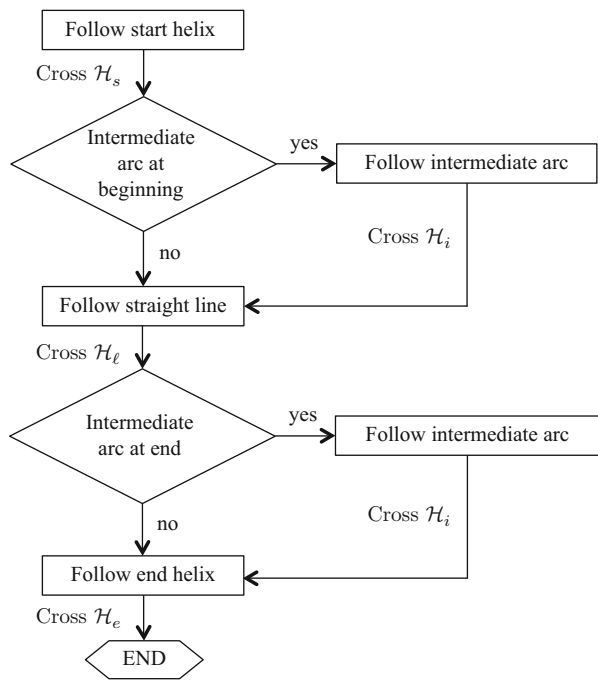 Follow start helix
Cross ℋₛ
Intermediate
arc at
beginning
yes
Follow intermediate arc
Cross ℋᵢ
no
Follow straight line
Cross ℋ_ℓ
Intermediate
arc at end
yes
Follow intermediate arc
Cross ℋᵢ
no
Follow end helix
Cross ℋₑ
END